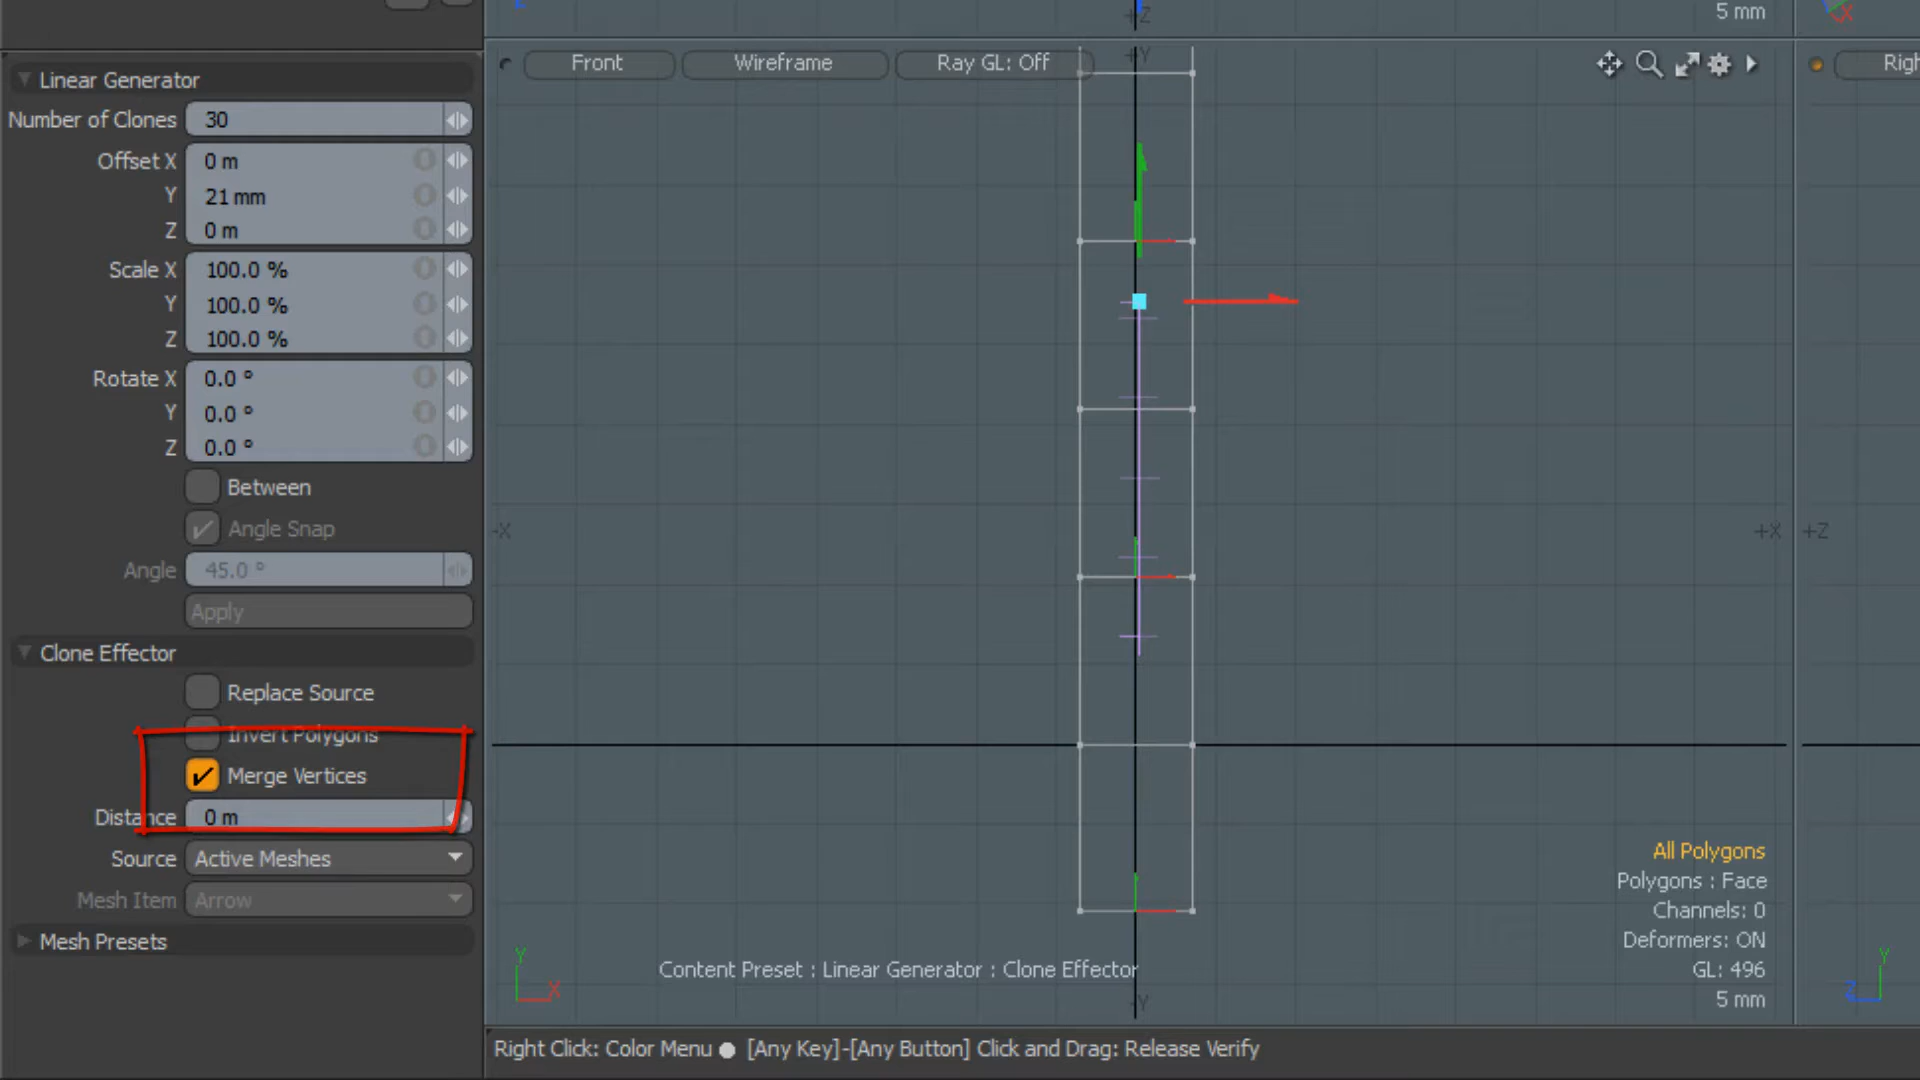 +Z
5 mm
X
Linear Generator
Number of Clones 30
Offset X 0 m
Y 21 mm
Z 0 m
Scale X 100.0 %
Y 100.0 %
Z 100.0 %
Rotate X 0.0 °
Y 0.0 °
Z 0.0 °
Between
Angle Snap
Angle 45.0 °
Apply
Clone Effector
Replace Source
Invert Polygons
Merge Vertices
Distance 0 m
Source Active Meshes
Mesh Item Arrow
Mesh Presets
Front Wireframe Ray GL: Off
+Y
-X
+X
All Polygons
Polygons : Face
Channels: 0
Deformers: ON
GL: 496
5 mm
Content Preset : Linear Generator : Clone Effector
-Y
Y
X
Righ
+Z
Y
Z
Right Click: Color Menu ● [Any Key]-[Any Button] Click and Drag: Release Verify